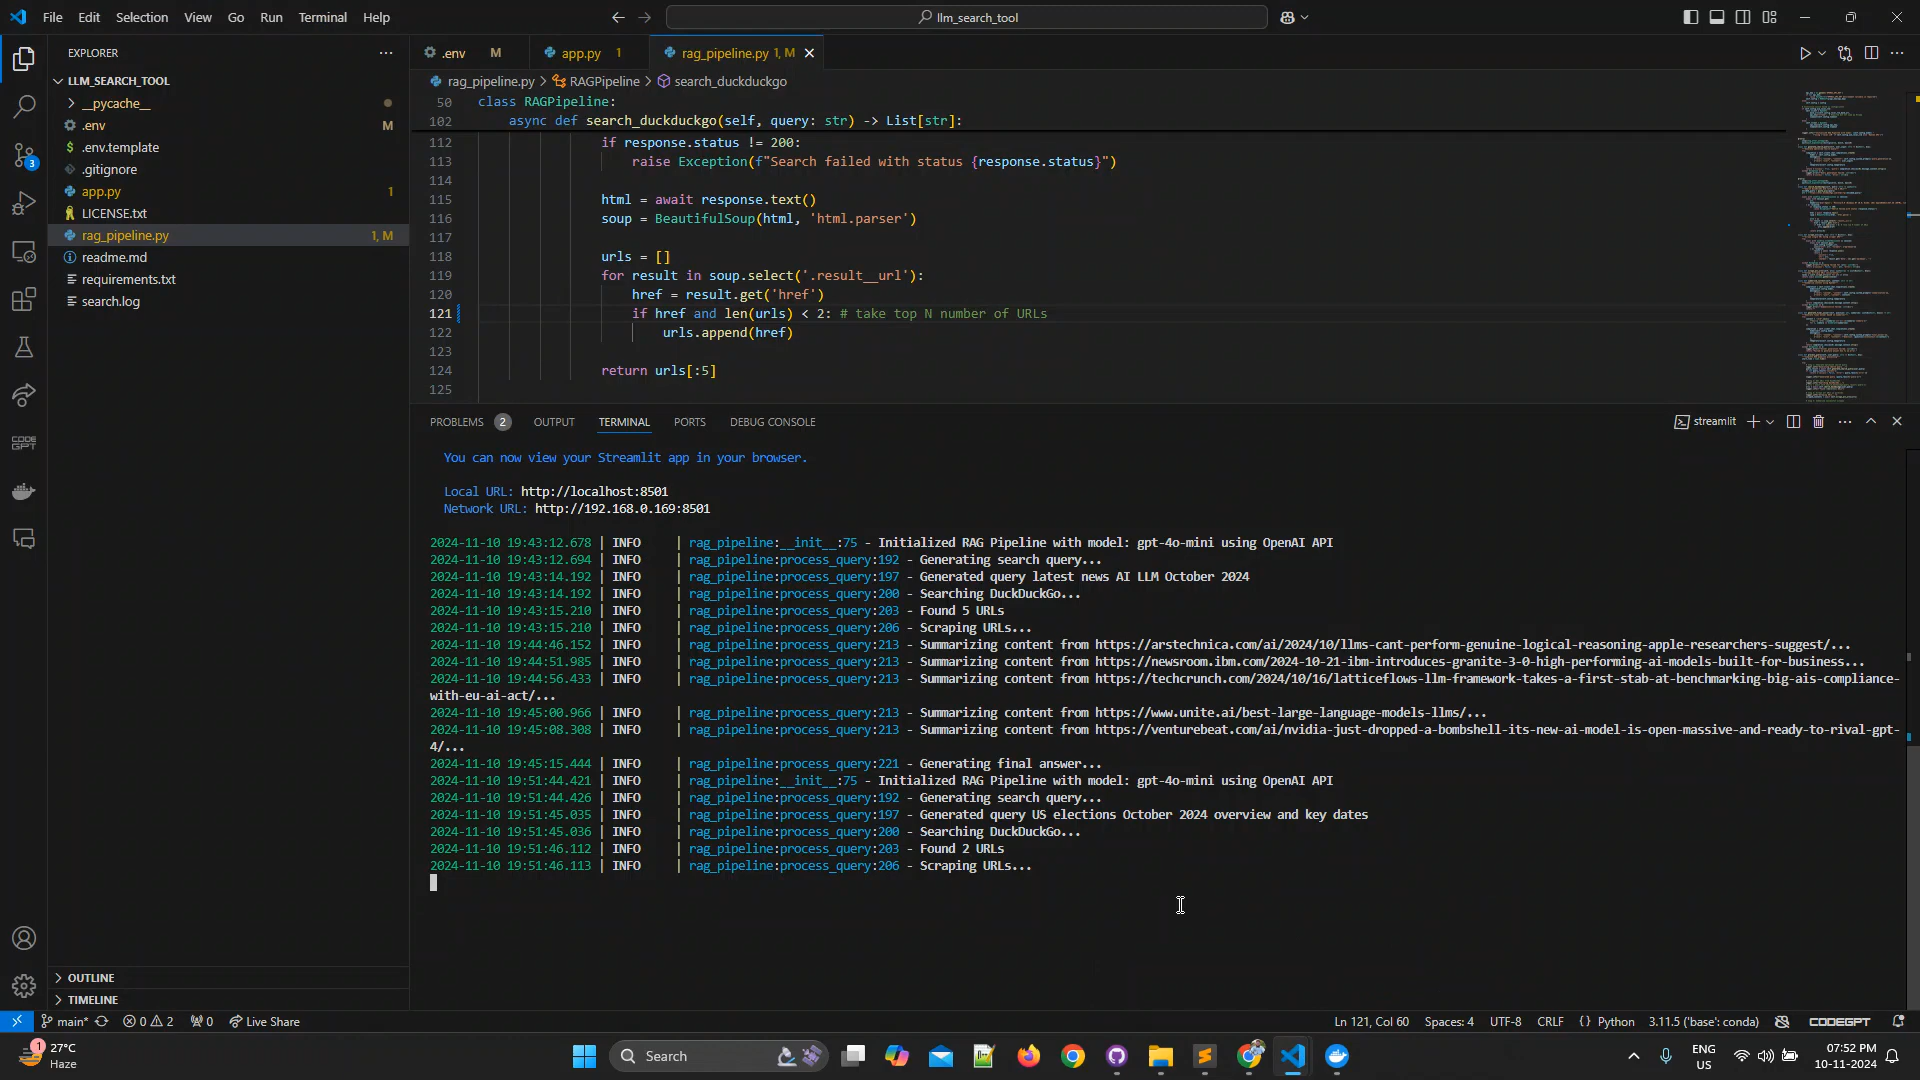 File Edit Selection View Go Run Terminal Help
llm_search_tool
EXPLORER
LLM_SEARCH_TOOL
__pycache__
.env M
.env.template
.gitignore
app.py 1
LICENSE.txt
rag_pipeline.py 1, M
readme.md
requirements.txt
search.log
OUTLINE
TIMELINE
3
CODE
GPT
.env M app.py 1 rag_pipeline.py 1, M
rag_pipeline.py > RAGPipeline > search_duckduckgo
50 class RAGPipeline:
102 async def search_duckduckgo(self, query: str) -> List[str]:
112 if response.status != 200:
113 raise Exception(f"Search failed with status {response.status}")
114
115 html = await response.text()
116 soup = BeautifulSoup(html, 'html.parser')
117
118 urls = []
119 for result in soup.select('.result__url'):
120 href = result.get('href')
121 if href and len(urls) < 2: # take top N number of URLs
122 urls.append(href)
123
124 return urls[:5]
125
PROBLEMS 2 OUTPUT TERMINAL PORTS DEBUG CONSOLE
streamlit
You can now view your Streamlit app in your browser.
Local URL: http://localhost:8501
Network URL: http://192.168.0.169:8501
2024-11-10 19:43:12.678 | INFO | rag_pipeline:__init__:75 - Initialized RAG Pipeline with model: gpt-4o-mini using OpenAI API
2024-11-10 19:43:12.694 | INFO | rag_pipeline:process_query:192 - Generating search query...
2024-11-10 19:43:14.192 | INFO | rag_pipeline:process_query:197 - Generated query latest news AI LLM October 2024
2024-11-10 19:43:14.192 | INFO | rag_pipeline:process_query:200 - Searching DuckDuckGo...
2024-11-10 19:43:15.210 | INFO | rag_pipeline:process_query:203 - Found 5 URLs
2024-11-10 19:43:15.210 | INFO | rag_pipeline:process_query:206 - Scraping URLs...
2024-11-10 19:44:46.152 | INFO | rag_pipeline:process_query:213 - Summarizing content from https://arstechnica.com/ai/2024/10/llms-cant-perform-genuine-logical-reasoning-apple-researchers-suggest/...
2024-11-10 19:44:51.985 | INFO | rag_pipeline:process_query:213 - Summarizing content from https://newsroom.ibm.com/2024-10-21-ibm-introduces-granite-3-0-high-performing-ai-models-built-for-business...
2024-11-10 19:44:56.433 | INFO | rag_pipeline:process_query:213 - Summarizing content from https://techcrunch.com/2024/10/16/latticeflows-llm-framework-takes-a-first-stab-at-benchmarking-big-ais-compliance-
with-eu-ai-act/...
2024-11-10 19:45:00.966 | INFO | rag_pipeline:process_query:213 - Summarizing content from https://www.unite.ai/best-large-language-models-llms/...
2024-11-10 19:45:08.308 | INFO | rag_pipeline:process_query:213 - Summarizing content from https://venturebeat.com/ai/nvidia-just-dropped-a-bombshell-its-new-ai-model-is-open-massive-and-ready-to-rival-gpt-
4/...
2024-11-10 19:45:15.444 | INFO | rag_pipeline:process_query:221 - Generating final answer...
2024-11-10 19:51:44.421 | INFO | rag_pipeline:__init__:75 - Initialized RAG Pipeline with model: gpt-4o-mini using OpenAI API
2024-11-10 19:51:44.426 | INFO | rag_pipeline:process_query:192 - Generating search query...
2024-11-10 19:51:45.035 | INFO | rag_pipeline:process_query:197 - Generated query US elections October 2024 overview and key dates
2024-11-10 19:51:45.036 | INFO | rag_pipeline:process_query:200 - Searching DuckDuckGo...
2024-11-10 19:51:46.112 | INFO | rag_pipeline:process_query:203 - Found 2 URLs
2024-11-10 19:51:46.113 | INFO | rag_pipeline:process_query:206 - Scraping URLs...
main* 0 2 0 Live Share
Ln 121, Col 60 Spaces: 4 UTF-8 CRLF Python 3.11.5 ('base': conda) CODEGPT
1 27°C
Haze
Search
ENG
US
07:52 PM
10-11-2024